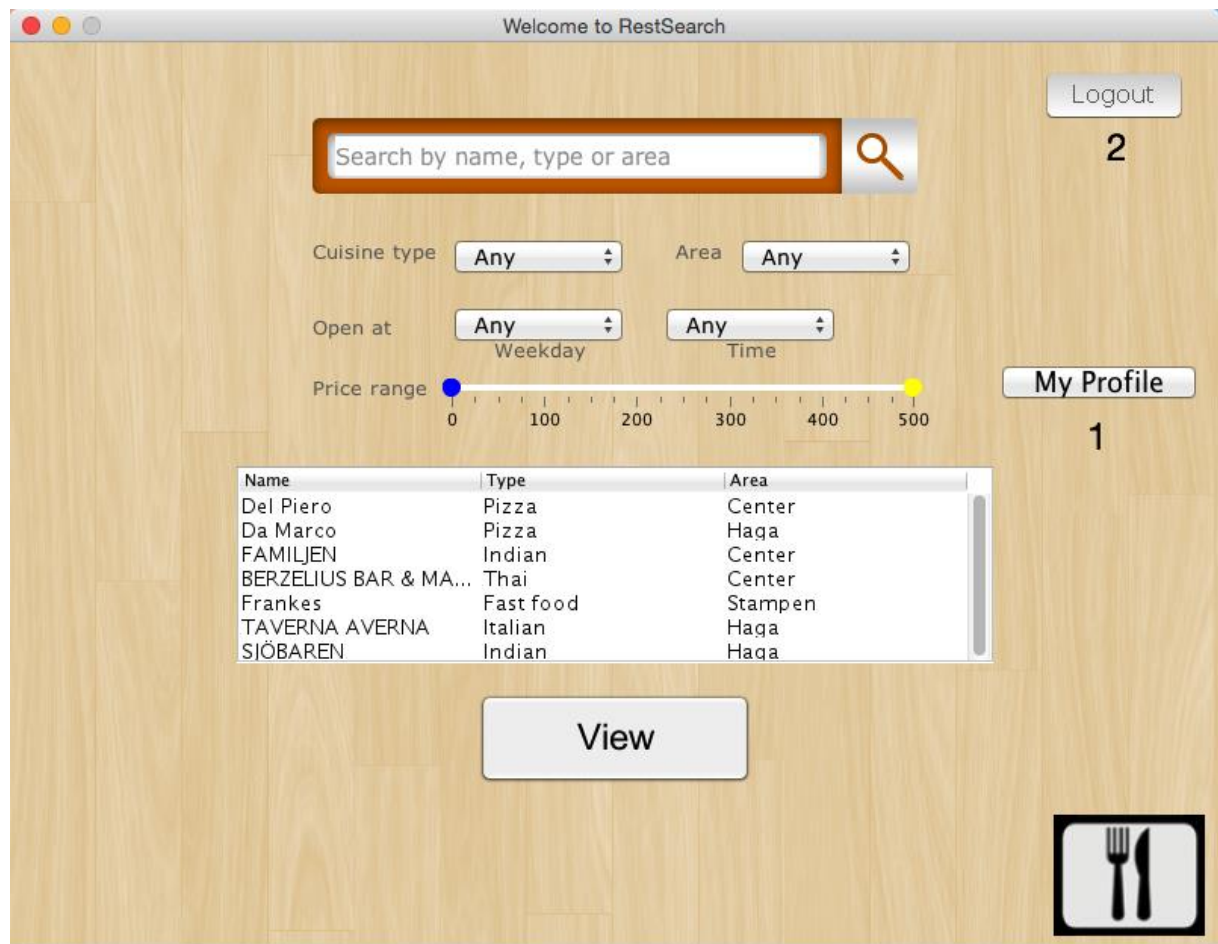 Welcome to RestSearch
Logout
2
Search by name, type or area
Cuisine type Any Area Any
Open at Any Any
Weekday Time
Price range
0 100 200 300 400 500
My Profile
1
Name Type Area
Del Piero Pizza Center
Da Marco Pizza Haga
FAMILJEN Indian Center
BERZELIUS BAR & MA... Thai Center
Frankes Fast food Stampen
TAVERNA AVERNA Italian Haga
SJÖBAREN Indian Haga
View